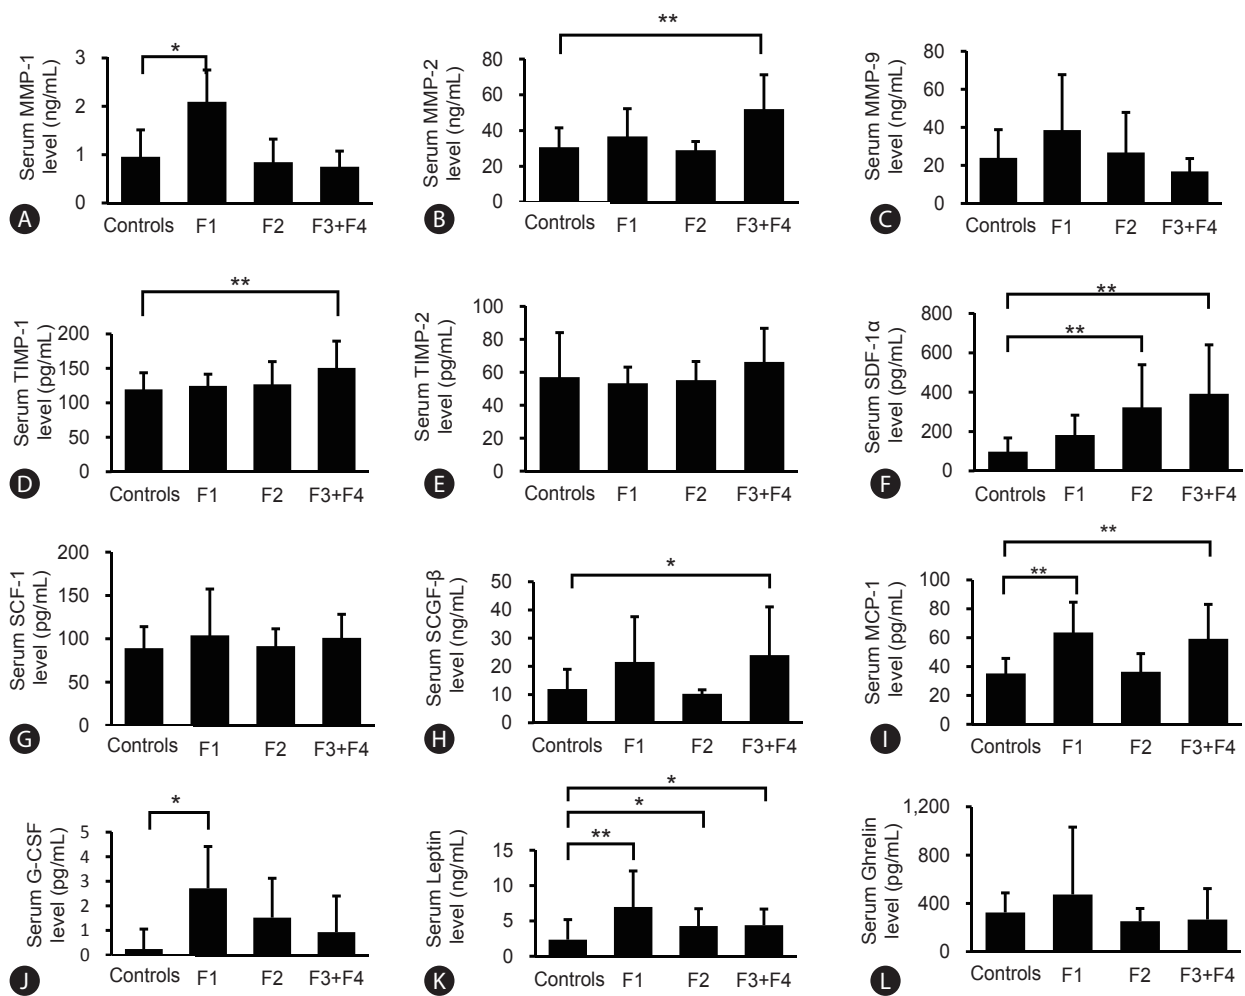 Serum MMP-1
level (ng/mL)
3
2
1
0
*
Controls
F1
F2
F3+F4
A
Serum MMP-2
level (ng/mL)
80
60
40
20
0
**
Controls
F1
F2
F3+F4
B
Serum MMP-9
level (ng/mL)
80
60
40
20
0
Controls
F1
F2
F3+F4
C
Serum TIMP-1
level (pg/mL)
200
150
100
50
0
**
Controls
F1
F2
F3+F4
D
Serum TIMP-2
level (pg/mL)
100
80
60
40
20
0
Controls
F1
F2
F3+F4
E
Serum SDF-1α
level (pg/mL)
800
600
400
200
0
**
**
Controls
F1
F2
F3+F4
F
Serum SCF-1
level (pg/mL)
200
150
100
50
0
Controls
F1
F2
F3+F4
G
Serum SCGF-β
level (ng/mL)
50
40
30
20
10
0
*
Controls
F1
F2
F3+F4
H
Serum MCP-1
level (pg/mL)
100
80
60
40
20
0
**
**
Controls
F1
F2
F3+F4
I
Serum G-CSF
level (pg/mL)
5
4
3
2
1
0
*
Controls
F1
F2
F3+F4
J
Serum Leptin
level (ng/mL)
15
10
5
0
*
*
**
Controls
F1
F2
F3+F4
K
Serum Ghrelin
level (pg/mL)
1,200
800
400
0
Controls
F1
F2
F3+F4
L